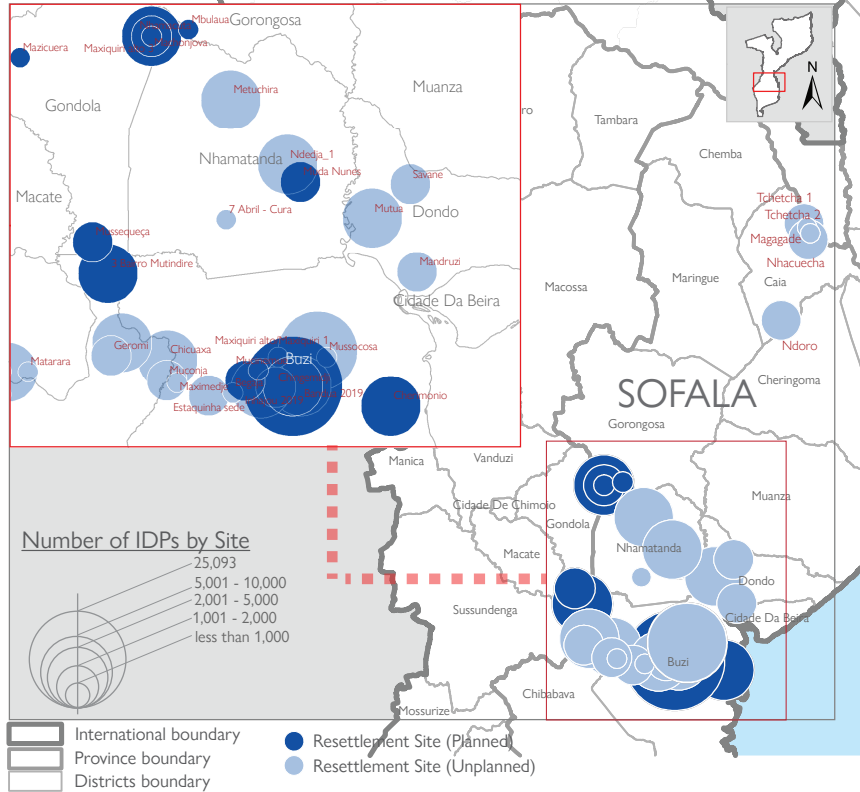 Gorongosa
Mbulaua
Mazicuera
Gondola
Metuchira
Muanza
Nhamatanda
Ndedja_1
Savane
Macate
7 Abril - Cura
Mutua
Dondo
Mandruzi
Cidade Da Beira
Geromi
Chicuaxa
Mussocosa
Matarara
Muconja
Buzi
Maximedje
Estaquinha sede
N
Tambara
Chemba
Tchetcha 1
Tchetcha 2
Magagade
Nhacuecha
Caia
Macossa
Maringue
Ndoro
Cheringoma
SOFALA
Gorongosa
Manica
Vanduzi
Muanza
Cidade De Chimoio
Gondola
Nhamatanda
Macate
Dondo
Sussundenga
Cidade Da Beira
Buzi
Chibabava
Mossurize
Number of IDPs by Site
25,093
5,001 - 10,000
2,001 - 5,000
1,001 - 2,000
less than 1,000
International boundary
Province boundary
Districts boundary
Resettlement Site (Planned)
Resettlement Site (Unplanned)